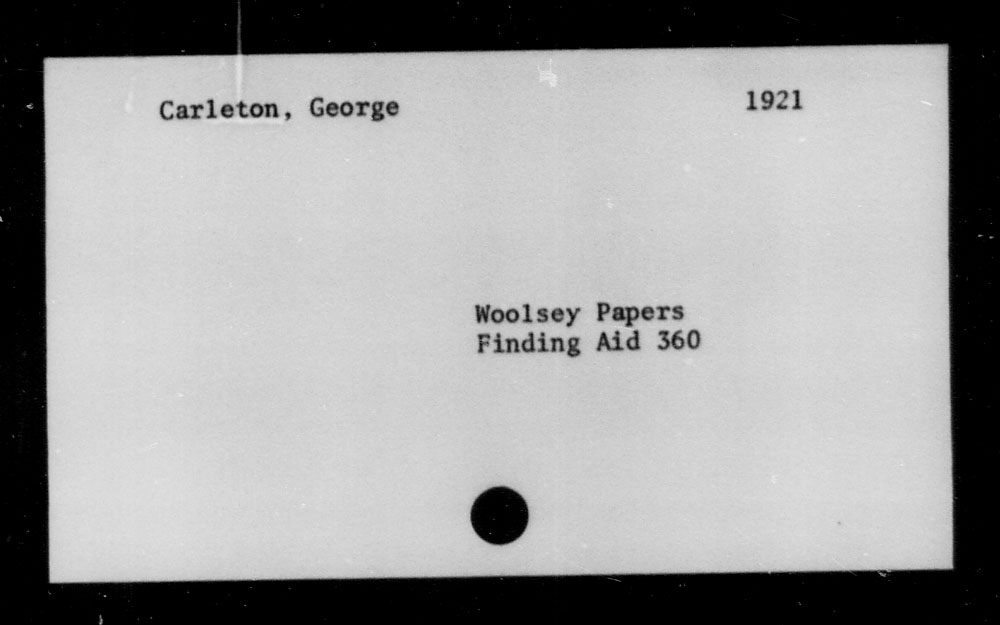 Carleton, George 1921
Woolsey Papers
Finding Aid 360